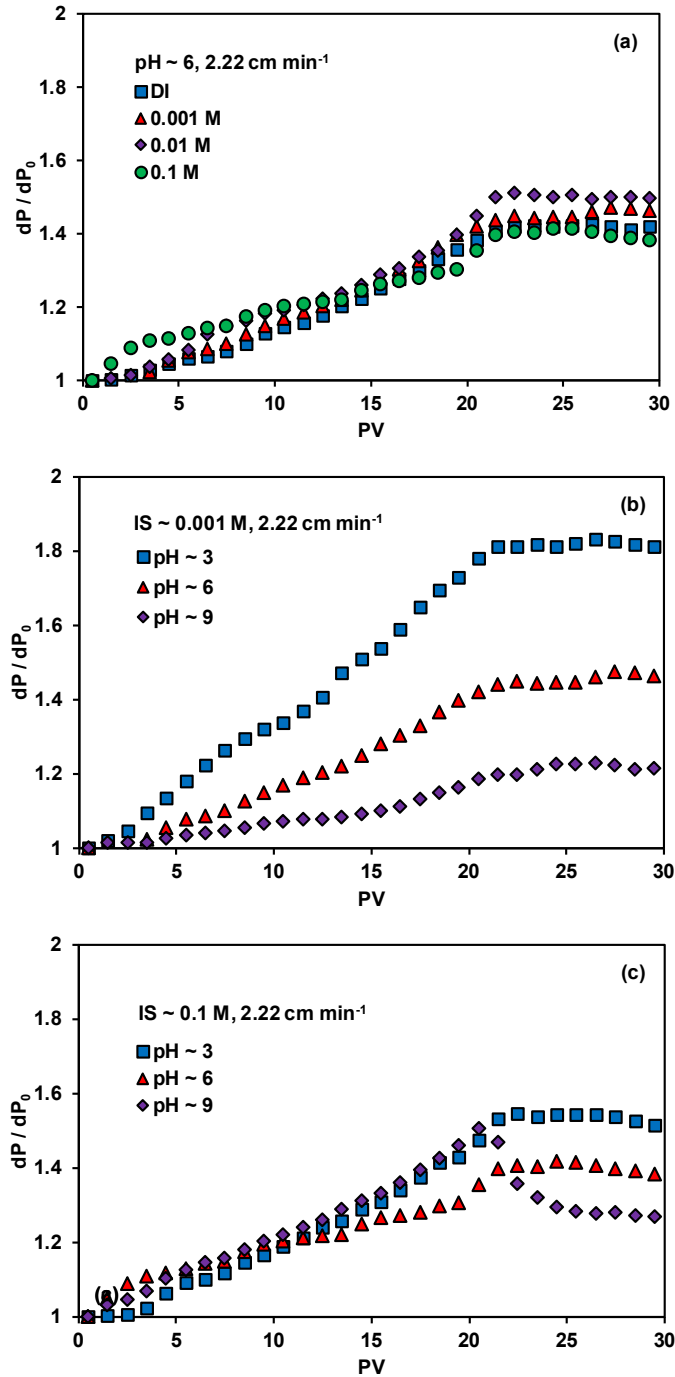 2
(a)
pH ~ 6, 2.22 cm min⁻¹
1.8
DI
0.001 M
1.6
0.01 M
0.1 M
dP / dP₀
1.4
1.2
1
0 5 10 15 20 25 30
PV
2
(b)
IS ~ 0.001 M, 2.22 cm min⁻¹
1.8
pH ~ 3
pH ~ 6
1.6
pH ~ 9
dP / dP₀
1.4
1.2
1
0 5 10 15 20 25 30
PV
2
(c)
IS ~ 0.1 M, 2.22 cm min⁻¹
1.8
pH ~ 3
pH ~ 6
1.6
pH ~ 9
dP / dP₀
1.4
1.2
1
0 5 10 15 20 25 30
PV